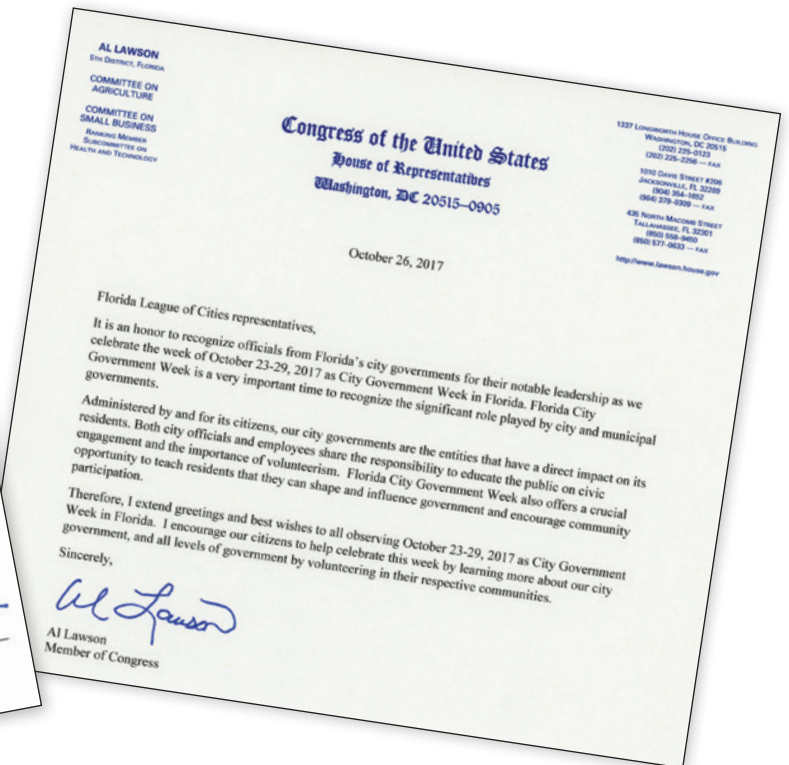 AL LAWSON
5TH DISTRICT, FLORIDA
COMMITTEE ON
AGRICULTURE
COMMITTEE ON
SMALL BUSINESS
RANKING MEMBER
SUBCOMMITTEE ON
HEALTH AND TECHNOLOGY
Congress of the United States
House of Representatives
Washington, DC 20515–0905
1337 LONGWORTH HOUSE OFFICE BUILDING
WASHINGTON, DC 20515
(202) 225-0123
(202) 225-2256 — FAX
1010 DAVIS STREET #206
JACKSONVILLE, FL 32209
(904) 354-1652
(904) 379-0309 — FAX
435 NORTH MACOMB STREET
TALLAHASSEE, FL 32301
(850) 558-9450
(850) 577-0633 — FAX
http://www.lawson.house.gov
October 26, 2017
Florida League of Cities representatives,
It is an honor to recognize officials from Florida's city governments for their notable leadership as we
celebrate the week of October 23-29, 2017 as City Government Week in Florida. Florida City
Government Week is a very important time to recognize the significant role played by city and municipal
governments.
Administered by and for its citizens, our city governments are the entities that have a direct impact on its
residents. Both city officials and employees share the responsibility to educate the public on civic
engagement and the importance of volunteerism. Florida City Government Week also offers a crucial
opportunity to teach residents that they can shape and influence government and encourage community
participation.
Therefore, I extend greetings and best wishes to all observing October 23-29, 2017 as City Government
Week in Florida. I encourage our citizens to help celebrate this week by learning more about our city
government, and all levels of government by volunteering in their respective communities.
Sincerely,
Al Lawson
Al Lawson
Member of Congress